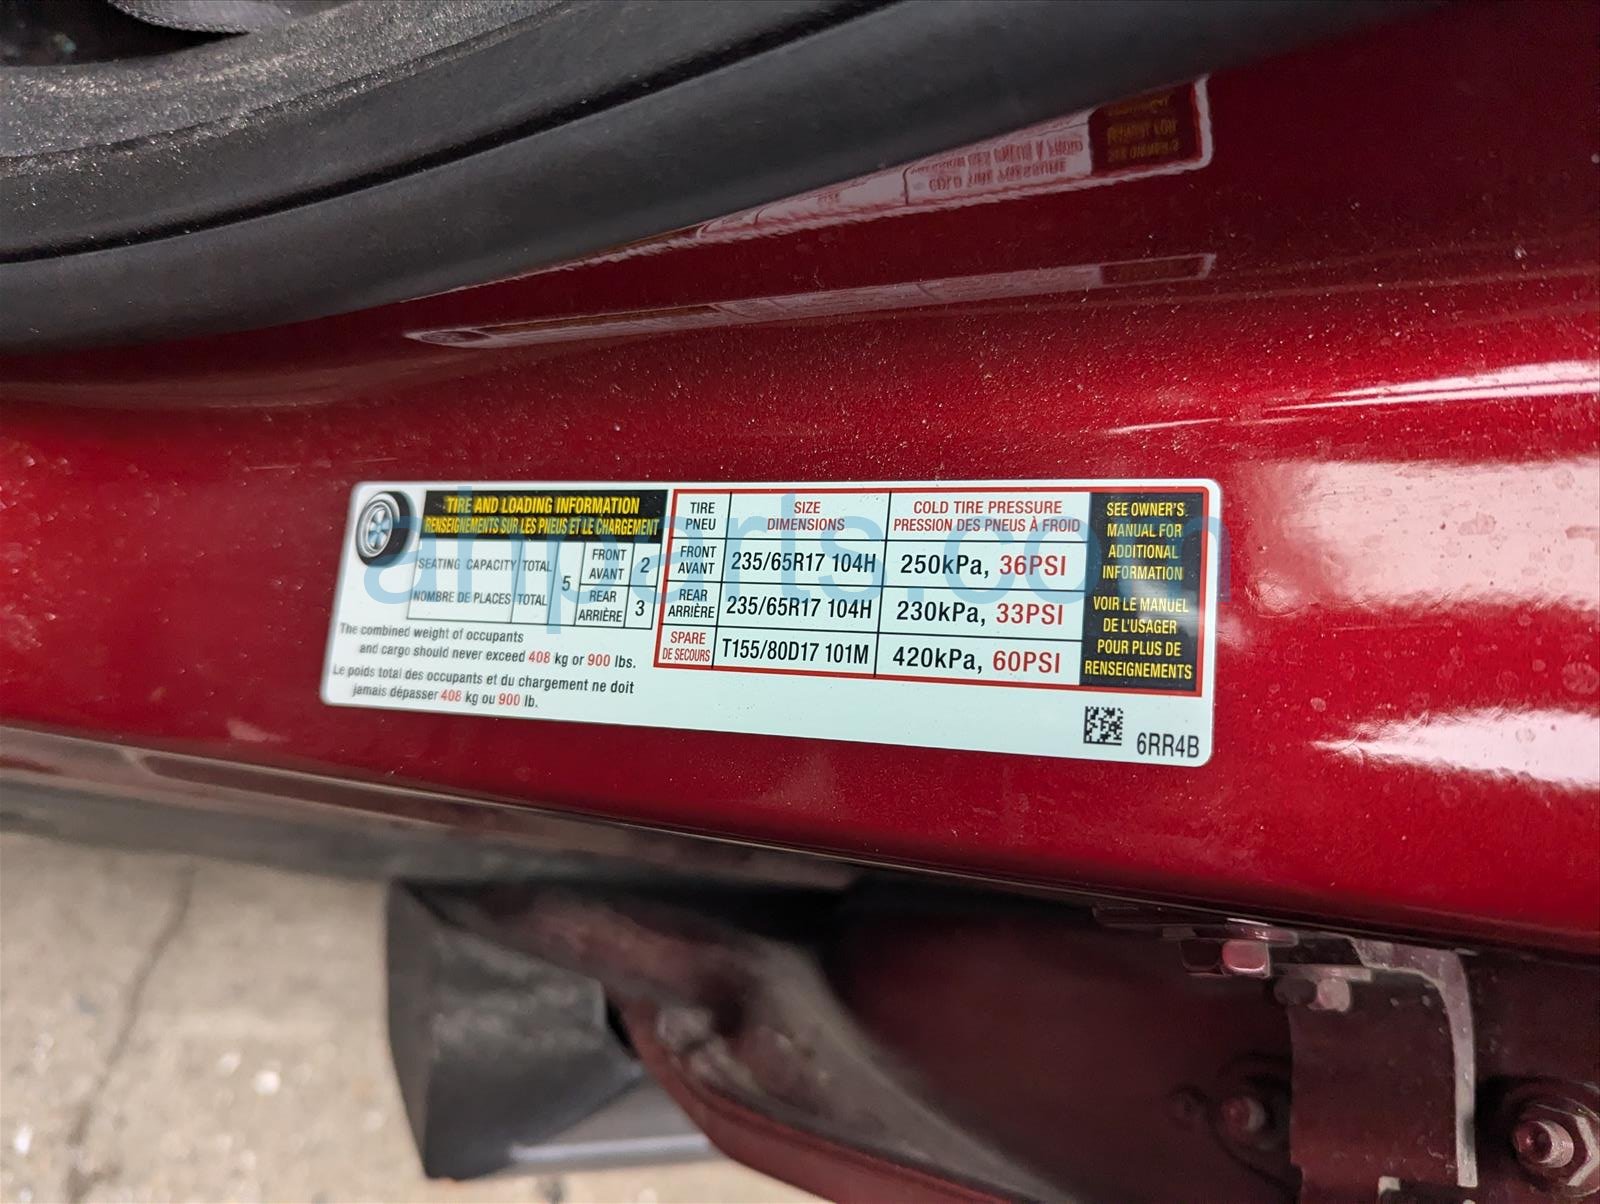 TIRE AND LOADING INFORMATION
RENSEIGNEMENTS SUR LES PNEUS ET LE CHARGEMENT
SEATING CAPACITY TOTAL 5 FRONT AVANT 2
NOMBRE DE PLACES TOTAL REAR ARRIÈRE 3
The combined weight of occupants
and cargo should never exceed 408 kg or 900 lbs.
Le poids total des occupants et du chargement ne doit
jamais dépasser 408 kg ou 900 lb.
TIRE PNEU SIZE DIMENSIONS COLD TIRE PRESSURE PRESSION DES PNEUS À FROID
FRONT AVANT 235/65R17 104H 250kPa, 36PSI
REAR ARRIÈRE 235/65R17 104H 230kPa, 33PSI
SPARE DE SECOURS T155/80D17 101M 420kPa, 60PSI
SEE OWNER'S
MANUAL FOR
ADDITIONAL
INFORMATION
VOIR LE MANUEL
DE L'USAGER
POUR PLUS DE
RENSEIGNEMENTS
6RR4B
ahparts.com